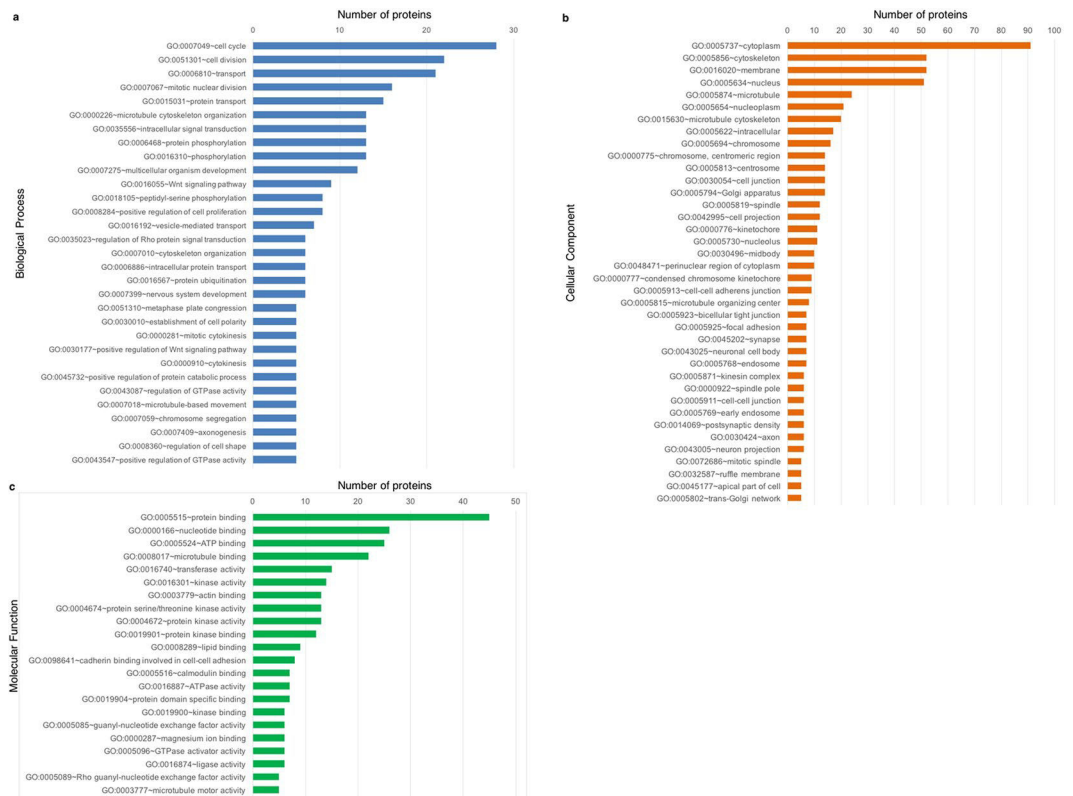 a
Number of proteins
0 10 20 30
Biological Process
GO:0007049~cell cycle
GO:0051301~cell division
GO:0006810~transport
GO:0007067~mitotic nuclear division
GO:0015031~protein transport
GO:0000226~microtubule cytoskeleton organization
GO:0035556~intracellular signal transduction
GO:0006468~protein phosphorylation
GO:0016310~phosphorylation
GO:0007275~multicellular organism development
GO:0016055~Wnt signaling pathway
GO:0018105~peptidyl-serine phosphorylation
GO:0008284~positive regulation of cell proliferation
GO:0016192~vesicle-mediated transport
GO:0035023~regulation of Rho protein signal transduction
GO:0007010~cytoskeleton organization
GO:0006886~intracellular protein transport
GO:0016567~protein ubiquitination
GO:0007399~nervous system development
GO:0051310~metaphase plate congression
GO:0030010~establishment of cell polarity
GO:0000281~mitotic cytokinesis
GO:0030177~positive regulation of Wnt signaling pathway
GO:0000910~cytokinesis
GO:0045732~positive regulation of protein catabolic process
GO:0043087~regulation of GTPase activity
GO:0007018~microtubule-based movement
GO:0007059~chromosome segregation
GO:0007409~axonogenesis
GO:0008360~regulation of cell shape
GO:0043547~positive regulation of GTPase activity
b
Number of proteins
0 10 20 30 40 50 60 70 80 90 100
Cellular Component
GO:0005737~cytoplasm
GO:0005856~cytoskeleton
GO:0016020~membrane
GO:0005634~nucleus
GO:0005874~microtubule
GO:0005654~nucleoplasm
GO:0015630~microtubule cytoskeleton
GO:0005622~intracellular
GO:0005694~chromosome
GO:0000775~chromosome, centromeric region
GO:0005813~centrosome
GO:0030054~cell junction
GO:0005794~Golgi apparatus
GO:0005819~spindle
GO:0042995~cell projection
GO:0000776~kinetochore
GO:0005730~nucleolus
GO:0030496~midbody
GO:0048471~perinuclear region of cytoplasm
GO:0000777~condensed chromosome kinetochore
GO:0005913~cell-cell adherens junction
GO:0005815~microtubule organizing center
GO:0005923~bicellular tight junction
GO:0005925~focal adhesion
GO:0045202~synapse
GO:0043025~neuronal cell body
GO:0005768~endosome
GO:0005871~kinesin complex
GO:0000922~spindle pole
GO:0005911~cell-cell junction
GO:0005769~early endosome
GO:0014069~postsynaptic density
GO:0030424~axon
GO:0043005~neuron projection
GO:0072686~mitotic spindle
GO:0032587~ruffle membrane
GO:0045177~apical part of cell
GO:0005802~trans-Golgi network
c
Number of proteins
0 10 20 30 40 50
Molecular Function
GO:0005515~protein binding
GO:0000166~nucleotide binding
GO:0005524~ATP binding
GO:0008017~microtubule binding
GO:0016740~transferase activity
GO:0016301~kinase activity
GO:0003779~actin binding
GO:0004674~protein serine/threonine kinase activity
GO:0004672~protein kinase activity
GO:0019901~protein kinase binding
GO:0008289~lipid binding
GO:0098641~cadherin binding involved in cell-cell adhesion
GO:0005516~calmodulin binding
GO:0016887~ATPase activity
GO:0019904~protein domain specific binding
GO:0019900~kinase binding
GO:0005085~guanyl-nucleotide exchange factor activity
GO:0000287~magnesium ion binding
GO:0005096~GTPase activator activity
GO:0016874~ligase activity
GO:0005089~Rho guanyl-nucleotide exchange factor activity
GO:0003777~microtubule motor activity